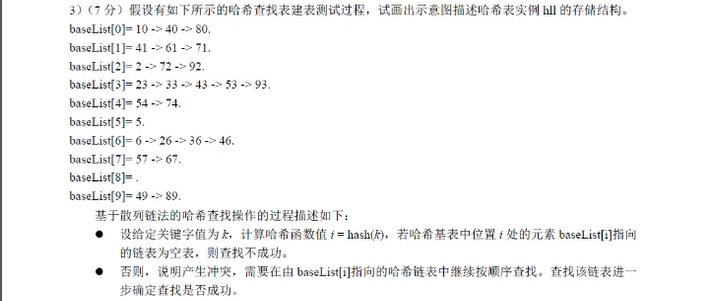 3)（7 分）假设有如下所示的哈希查找表建表测试过程，试画出示意图描述哈希表实例 hll 的存储结构。
baseList[0]= 10 -> 40 -> 80.
baseList[1]= 41 -> 61 -> 71.
baseList[2]= 2 -> 72 -> 92.
baseList[3]= 23 -> 33 -> 43 -> 53 -> 93.
baseList[4]= 54 -> 74.
baseList[5]= 5.
baseList[6]= 6 -> 26 -> 36 -> 46.
baseList[7]= 57 -> 67.
baseList[8]= .
baseList[9]= 49 -> 89.
基于散列链法的哈希查找操作的过程描述如下：
● 设给定关键字值为 k，计算哈希函数值 i = hash(k)，若哈希基表中位置 i 处的元素 baseList[i]指向
的链表为空表，则查找不成功。
● 否则，说明产生冲突，需要在由 baseList[i]指向的哈希链表中继续按顺序查找。查找该链表进一
步确定查找是否成功。